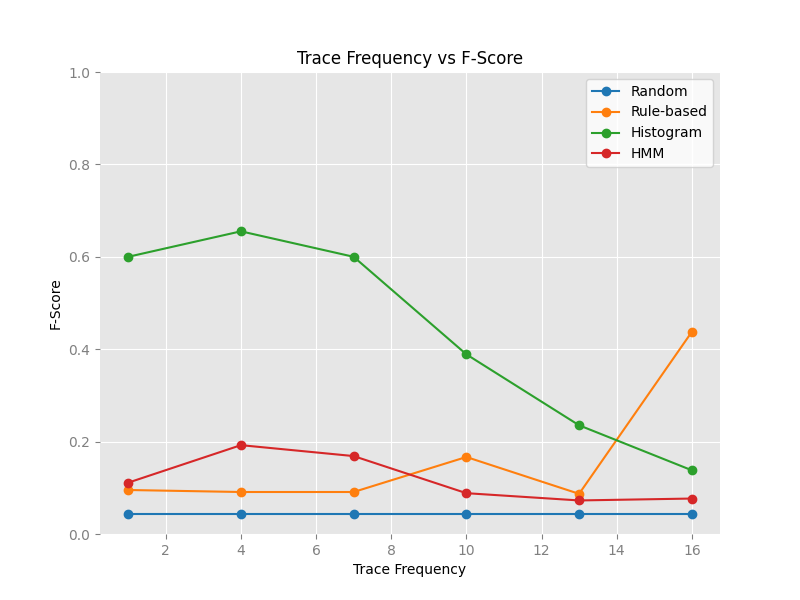 Trace Frequency vs F-Score
Random
Rule-based
Histogram
HMM
F-Score
1.0
0.8
0.6
0.4
0.2
0.0
2 4 6 8 10 12 14 16
Trace Frequency